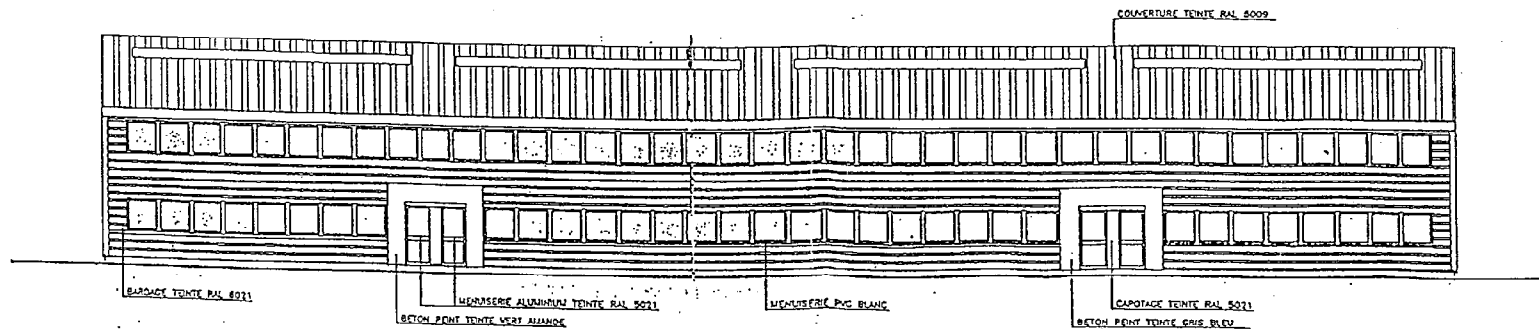 COUVERTURE TEINTE RAL 5009
BARDAGE TEINTE RAL 6021
MENUISERIE ALUMINIUM TEINTE RAL 5021
MENUISERIE PVC BLANC
CAPOTAGE TEINTE RAL 5021
BETON PEINT TEINTE VERT AMANDE
BETON PEINT TEINTE GRIS BLEU